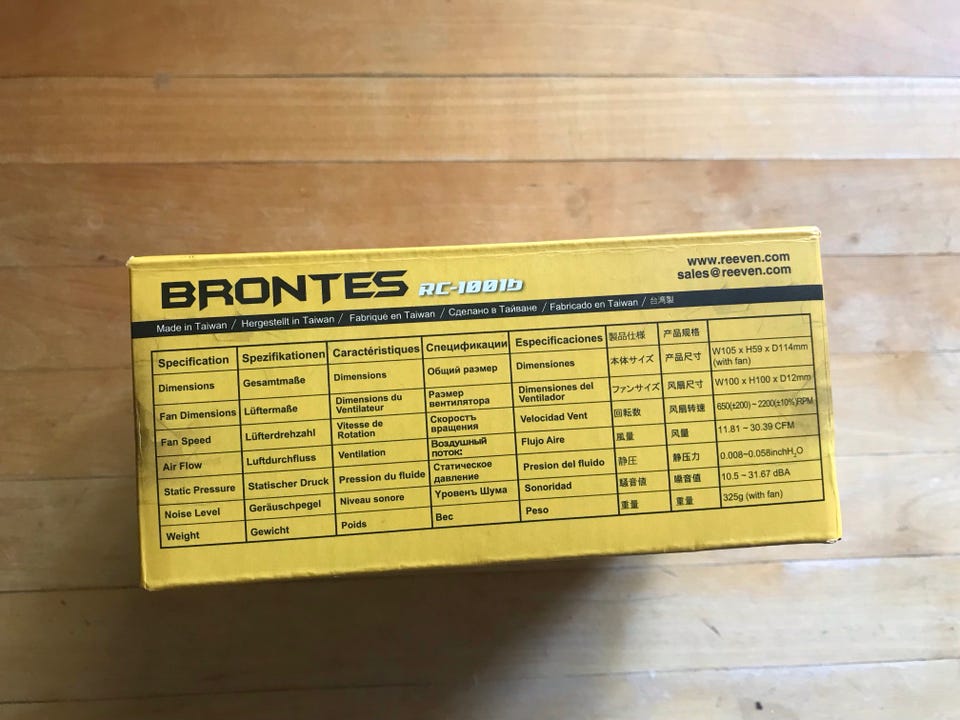 BRONTES RC-1001b
www.reeven.com
sales@reeven.com
Made in Taiwan / Hergestellt in Taiwan / Fabriqué en Taiwan / Сделано в Тайване / Fabricado en Taiwan / 台湾製
Specification Spezifikationen Caractéristiques Спецификации Especificaciones 製品仕様 产品规格
Dimensions Gesamtmaße Dimensions Общий размер Dimensiones 本体サイズ 产品尺寸 W105 x H59 x D114mm (with fan)
Fan Dimensions Lüftermaße Dimensions du Ventilateur Размер вентилятора Dimensiones del Ventilador ファンサイズ 风扇尺寸 W100 x H100 x D12mm
Fan Speed Lüfterdrehzahl Vitesse de Rotation Скоростъ вращения Velocidad Vent 回転数 风扇转速 650(±200) ~ 2200(±10%)RPM
Air Flow Luftdurchfluss Ventilation Воздушный поток: Flujo Aire 風量 风量 11.81 ~ 30.39 CFM
Static Pressure Statischer Druck Pression du fluide Статическое давление Presion del fluido 静圧 静压力 0.008~0.058inchH₂O
Noise Level Geräuschpegel Niveau sonore Уровенъ Шума Sonoridad 騒音値 噪音值 10.5 ~ 31.67 dBA
Weight Gewicht Poids Вес Peso 重量 重量 325g (with fan)